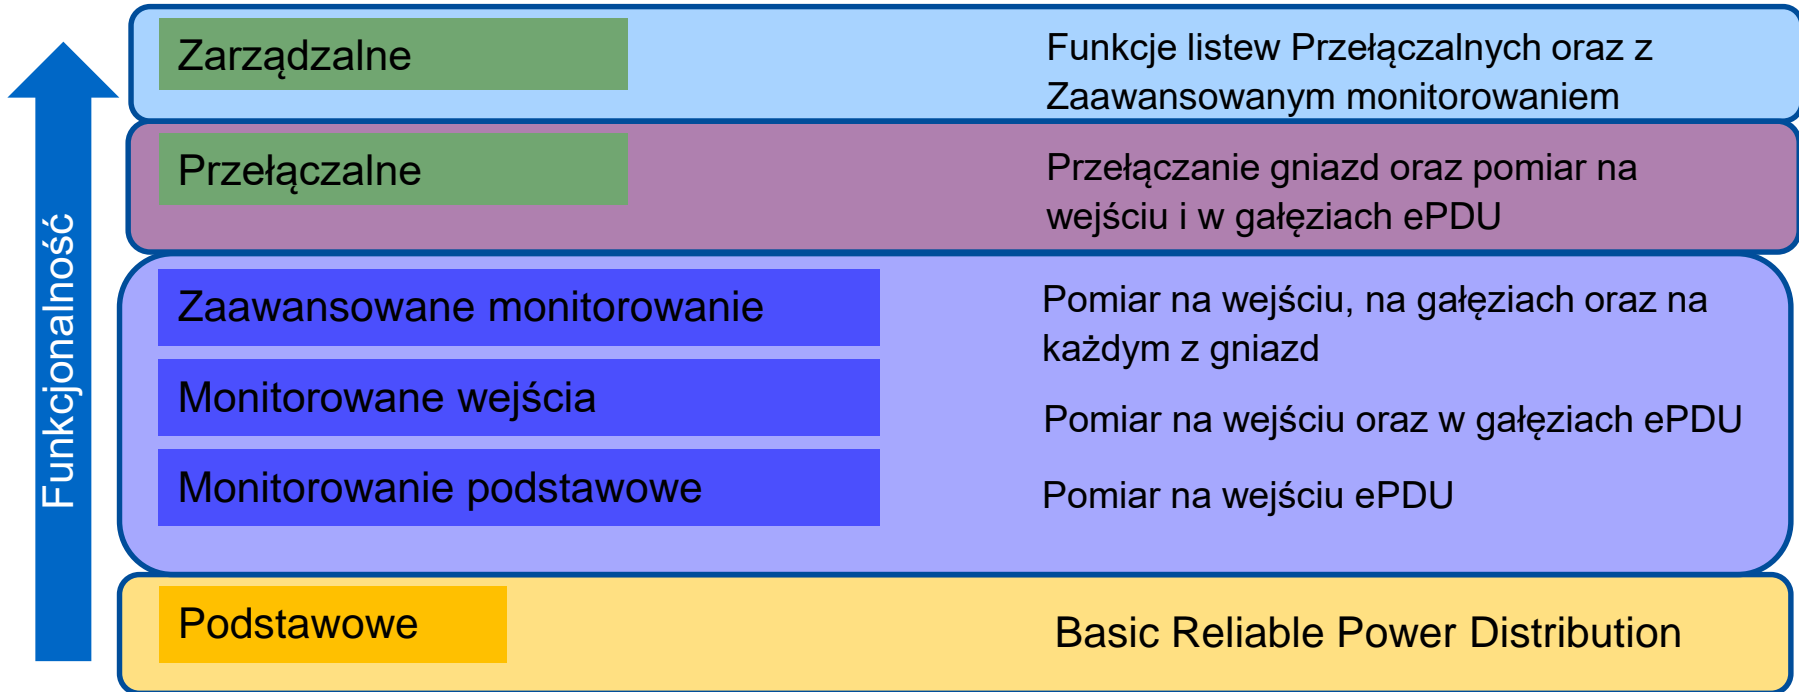 Zarządzalne
Funkcje listew Przełączalnych oraz z
Zaawansowanym monitorowaniem
Przełączalne
Przełączanie gniazd oraz pomiar na
wejściu i w gałęziach ePDU
Funkcjonalność
Zaawansowane monitorowanie
Pomiar na wejściu, na gałęziach oraz na
każdym z gniazd
Monitorowane wejścia
Pomiar na wejściu oraz w gałęziach ePDU
Monitorowanie podstawowe
Pomiar na wejściu ePDU
Podstawowe
Basic Reliable Power Distribution